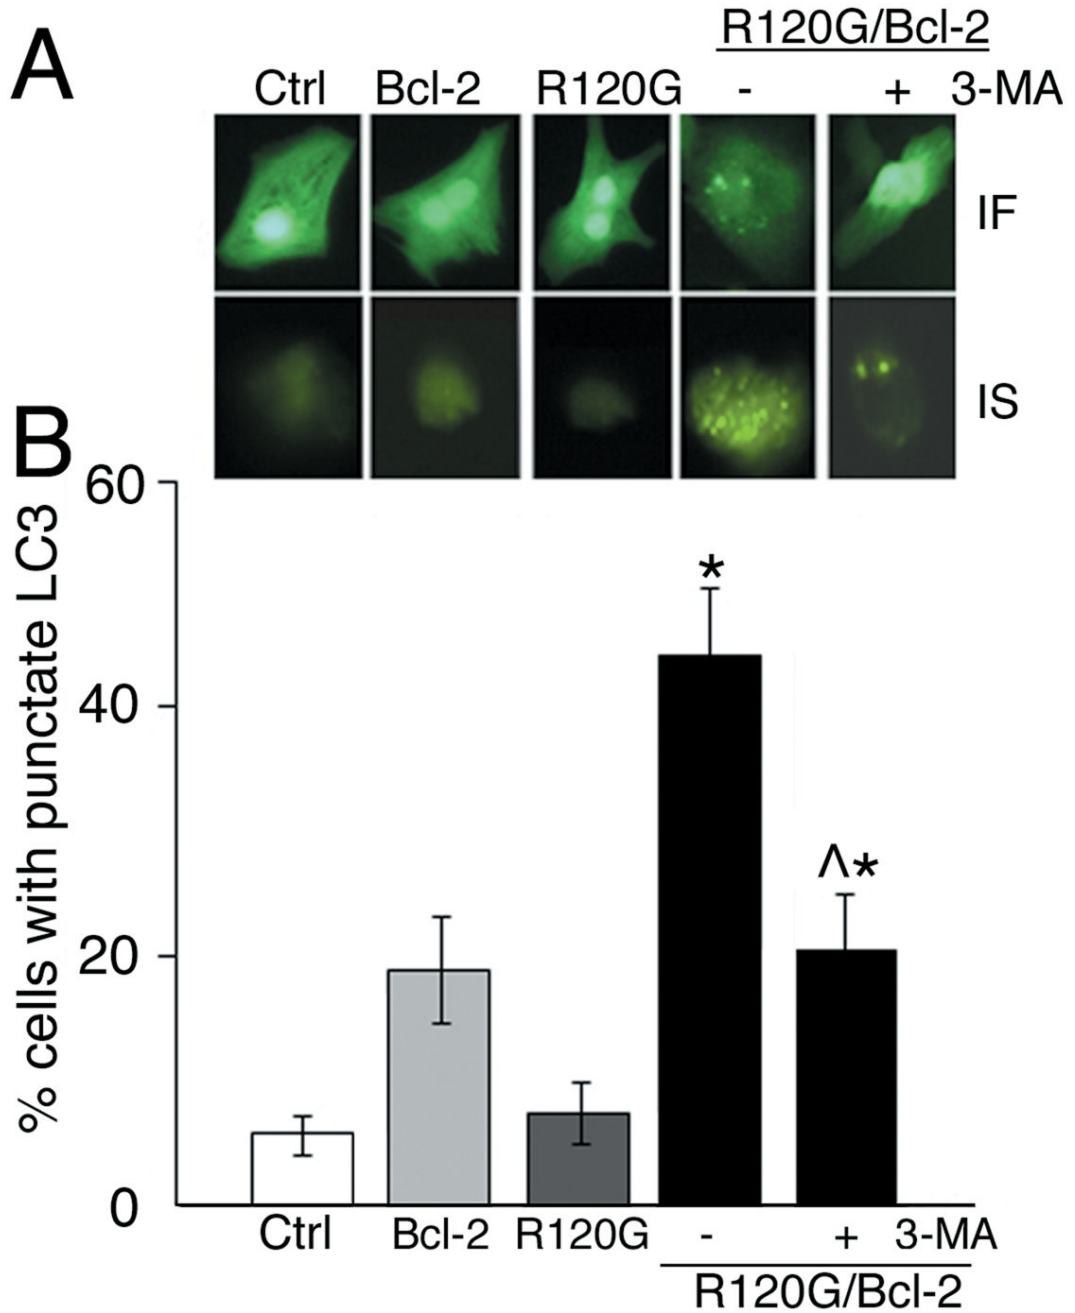 A
R120G/Bcl-2
Ctrl Bcl-2 R120G - + 3-MA
IF
IS
B
% cells with punctate LC3
60
40
20
0
*
^*
Ctrl Bcl-2 R120G - + 3-MA
R120G/Bcl-2